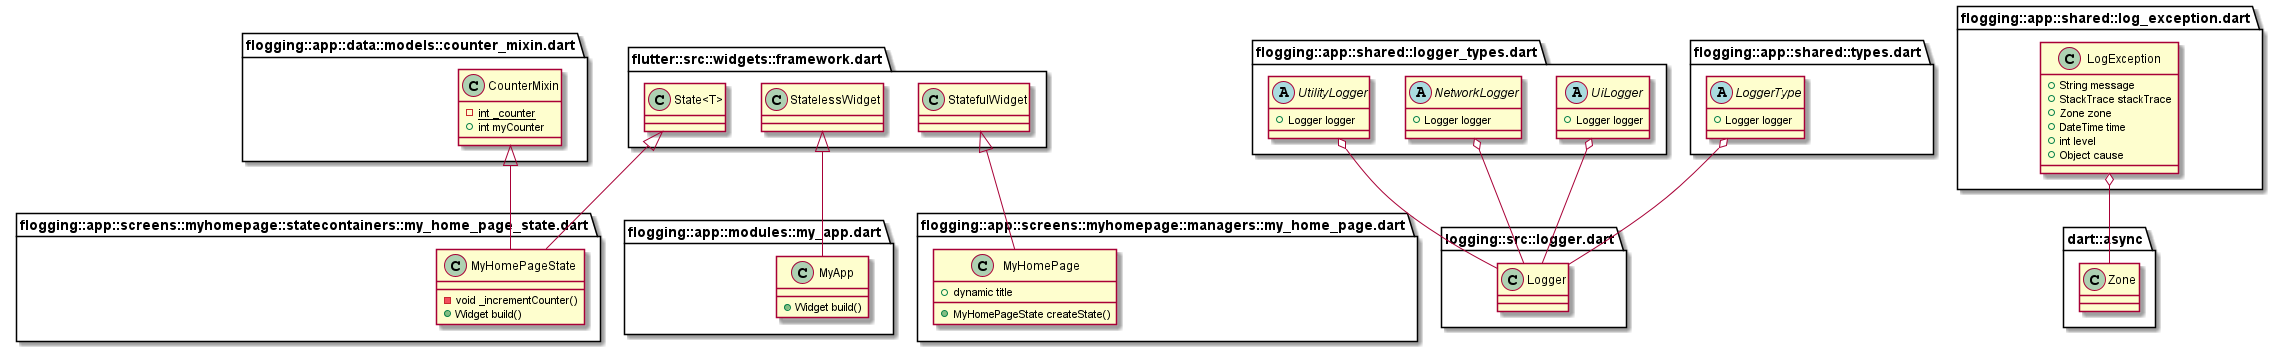 flogging::app::data::models::counter_mixin.dart
C CounterMixin
int _counter
int myCounter
flutter::src::widgets::framework.dart
C State<T>
C StatelessWidget
C StatefulWidget
flogging::app::shared::logger_types.dart
A UtilityLogger
Logger logger
A NetworkLogger
Logger logger
A UiLogger
Logger logger
flogging::app::shared::types.dart
A LoggerType
Logger logger
flogging::app::shared::log_exception.dart
C LogException
String message
StackTrace stackTrace
Zone zone
DateTime time
int level
Object cause
flogging::app::screens::myhomepage::statecontainers::my_home_page_state.dart
C MyHomePageState
void _incrementCounter()
Widget build()
flogging::app::modules::my_app.dart
C MyApp
Widget build()
flogging::app::screens::myhomepage::managers::my_home_page.dart
C MyHomePage
dynamic title
MyHomePageState createState()
logging::src::logger.dart
C Logger
dart::async
C Zone